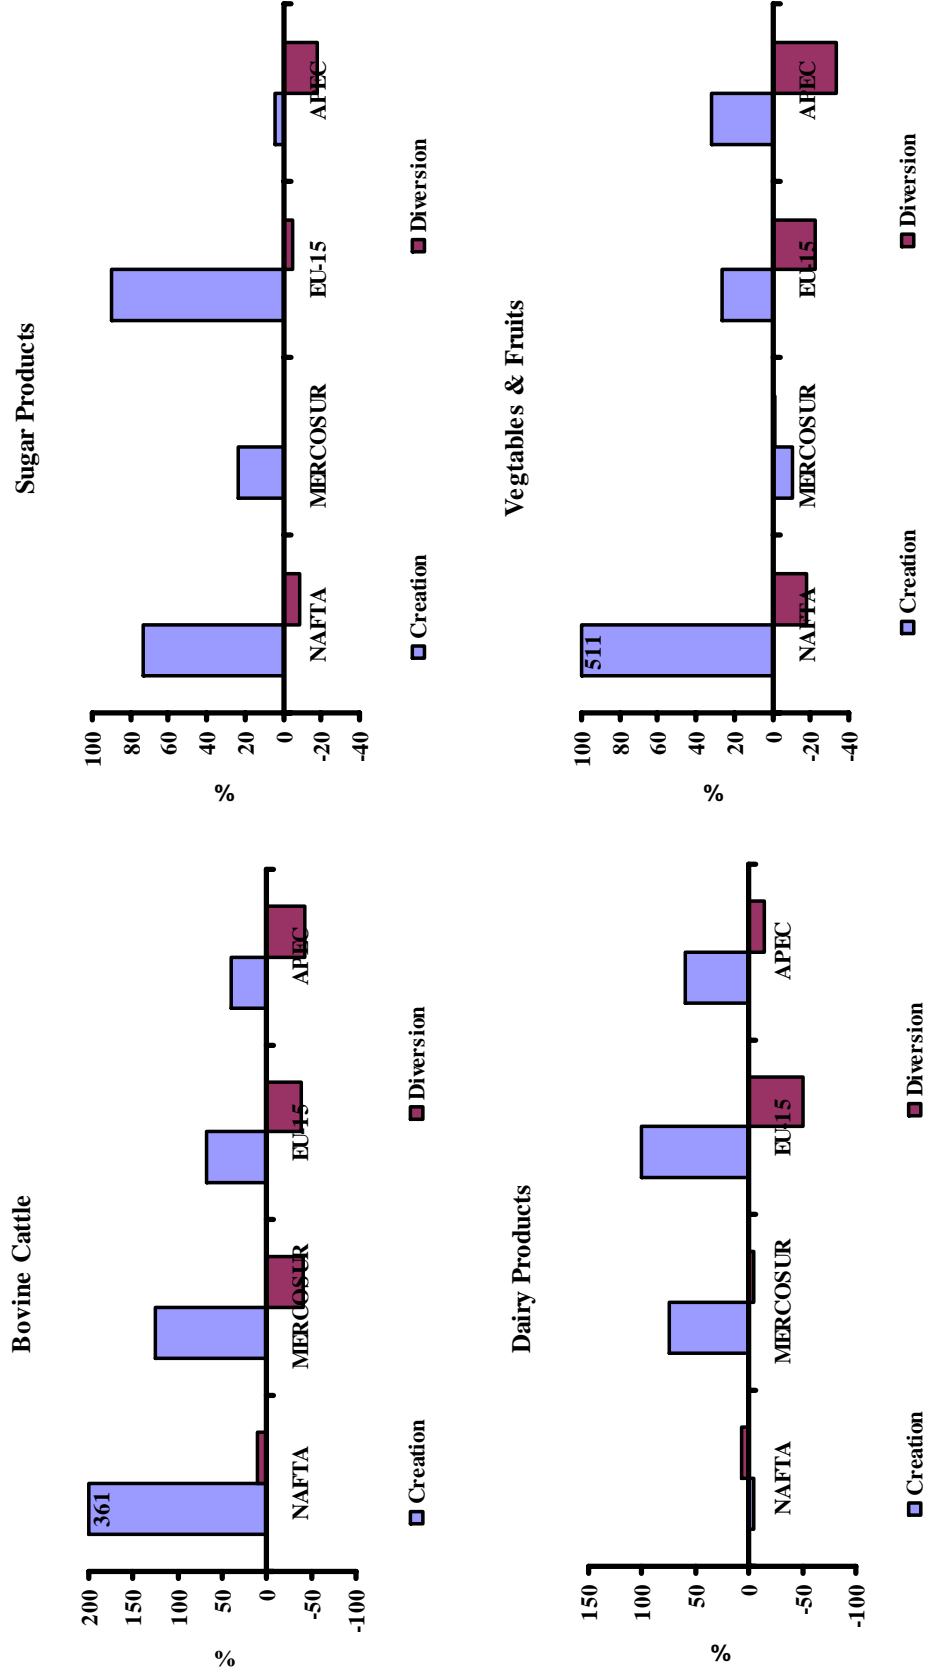 Bovine Cattle
200
150
100
50
0
-50
-100
%
361
NAFTA
MERCOSUR
EU-15
APEC
Creation
Diversion
Sugar Products
100
80
60
40
20
0
-20
-40
%
NAFTA
MERCOSUR
EU-15
APEC
Creation
Diversion
Dairy Products
150
100
50
0
-50
-100
%
NAFTA
MERCOSUR
EU-15
APEC
Creation
Diversion
Vegtables & Fruits
100
80
60
40
20
0
-20
-40
%
511
NAFTA
MERCOSUR
EU-15
APEC
Creation
Diversion